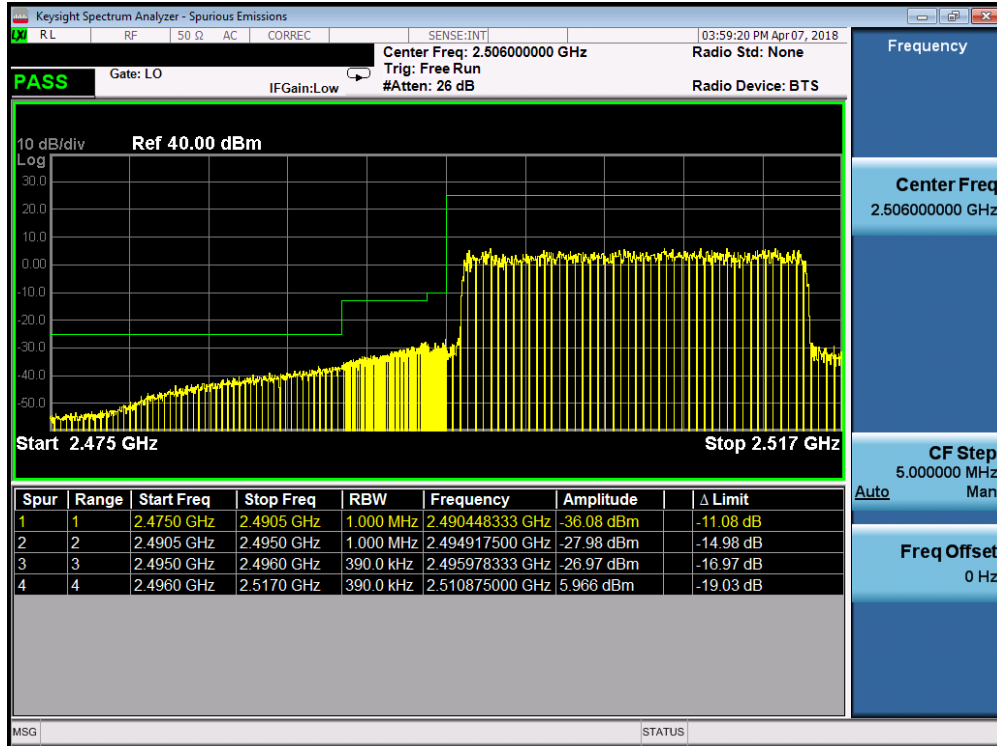 Keysight Spectrum Analyzer - Spurious Emissions
LXI RL RF 50 Ω AC CORREC SENSE:INT 03:59:20 PM Apr 07, 2018
Center Freq: 2.506000000 GHz Radio Std: None
Trig: Free Run
PASS Gate: LO IFGain:Low #Atten: 26 dB Radio Device: BTS
10 dB/div Ref 40.00 dBm
Log
30.0
20.0
10.0
0.00
-10.0
-20.0
-30.0
-40.0
-50.0
Start 2.475 GHz Stop 2.517 GHz
Spur Range Start Freq Stop Freq RBW Frequency Amplitude Δ Limit
1 1 2.4750 GHz 2.4905 GHz 1.000 MHz 2.490448333 GHz -36.08 dBm -11.08 dB
2 2 2.4905 GHz 2.4950 GHz 1.000 MHz 2.494917500 GHz -27.98 dBm -14.98 dB
3 3 2.4950 GHz 2.4960 GHz 390.0 kHz 2.495978333 GHz -26.97 dBm -16.97 dB
4 4 2.4960 GHz 2.5170 GHz 390.0 kHz 2.510875000 GHz 5.966 dBm -19.03 dB
Frequency
Center Freq
2.506000000 GHz
CF Step
5.000000 MHz
Auto Man
Freq Offset
0 Hz
MSG STATUS